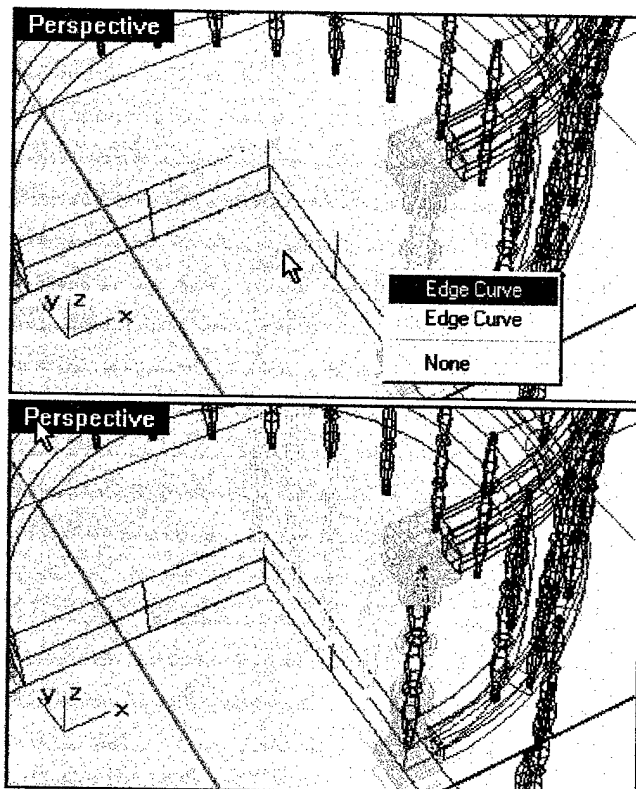 Perspective
Edge Curve
Edge Curve
None
y z
x
Perspective
y z
x